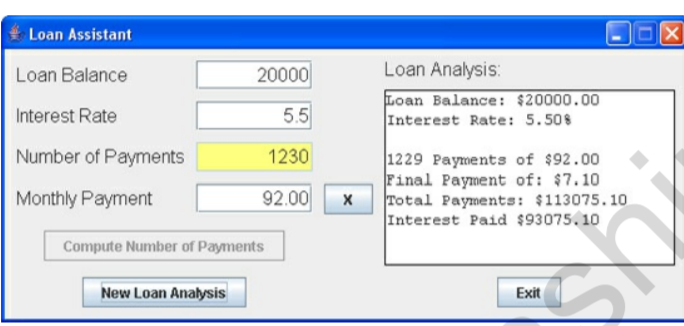 Loan Assistant
Loan Balance 20000
Interest Rate 5.5
Number of Payments 1230
Monthly Payment 92.00 X
Compute Number of Payments
New Loan Analysis
Loan Analysis:
Loan Balance: $20000.00
Interest Rate: 5.50%
1229 Payments of $92.00
Final Payment of: $7.10
Total Payments: $113075.10
Interest Paid $93075.10
Exit